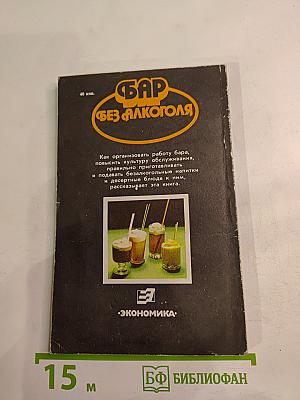 40 коп.
БАР
БЕЗ АЛКОГОЛЯ
Как организовать работу бара,
повысить культуру обслуживания,
правильно приготавливать
и подавать безалкогольные напитки
и десертные блюда к ним,
рассказывает эта книга.
·ЭКОНОМИКА·
15 м
БФ БИБЛИОФАН